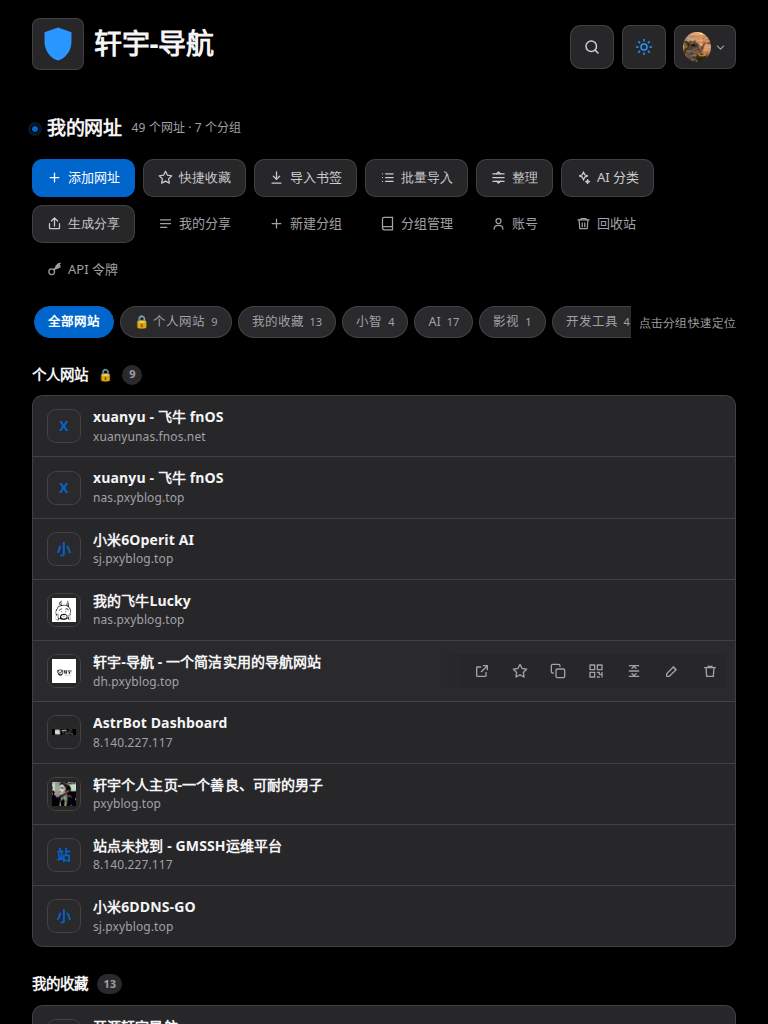 轩宇-导航
我的网址 49 个网址 · 7 个分组
添加网址 快捷收藏 导入书签 批量导入 整理 AI 分类
生成分享 我的分享 新建分组 分组管理 账号 回收站
API 令牌
全部网站 🔒 个人网站 9 我的收藏 13 小智 4 AI 17 影视 1 开发工具 4 点击分组快速定位
个人网站 🔒 9
X xuanyu - 飞牛 fnOS
xuanyunas.fnos.net
X xuanyu - 飞牛 fnOS
nas.pxyblog.top
小 小米6Operit AI
sj.pxyblog.top
我的飞牛Lucky
nas.pxyblog.top
轩宇-导航 - 一个简洁实用的导航网站
dh.pxyblog.top
AstrBot Dashboard
8.140.227.117
轩宇个人主页-一个善良、可耐的男子
pxyblog.top
站 站点未找到 - GMSSH运维平台
8.140.227.117
小 小米6DDNS-GO
sj.pxyblog.top
我的收藏 13